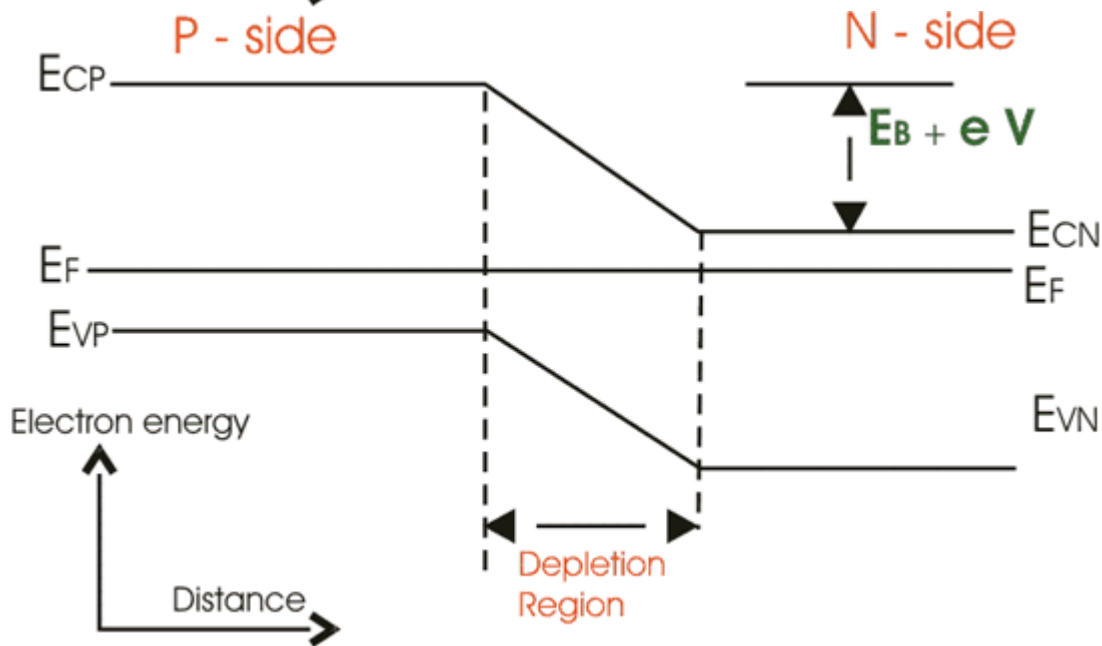 P - side
N - side
ECP
EB + e V
ECN
EF
EF
EVP
Electron energy
EVN
Depletion
Region
Distance